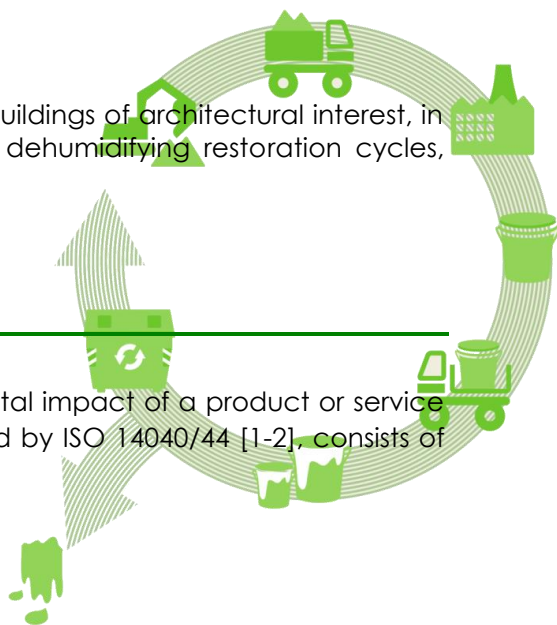 uildings of architectural interest, in
dehumidifying restoration cycles,
tal impact of a product or service
d by ISO 14040/44 [1-2], consists of